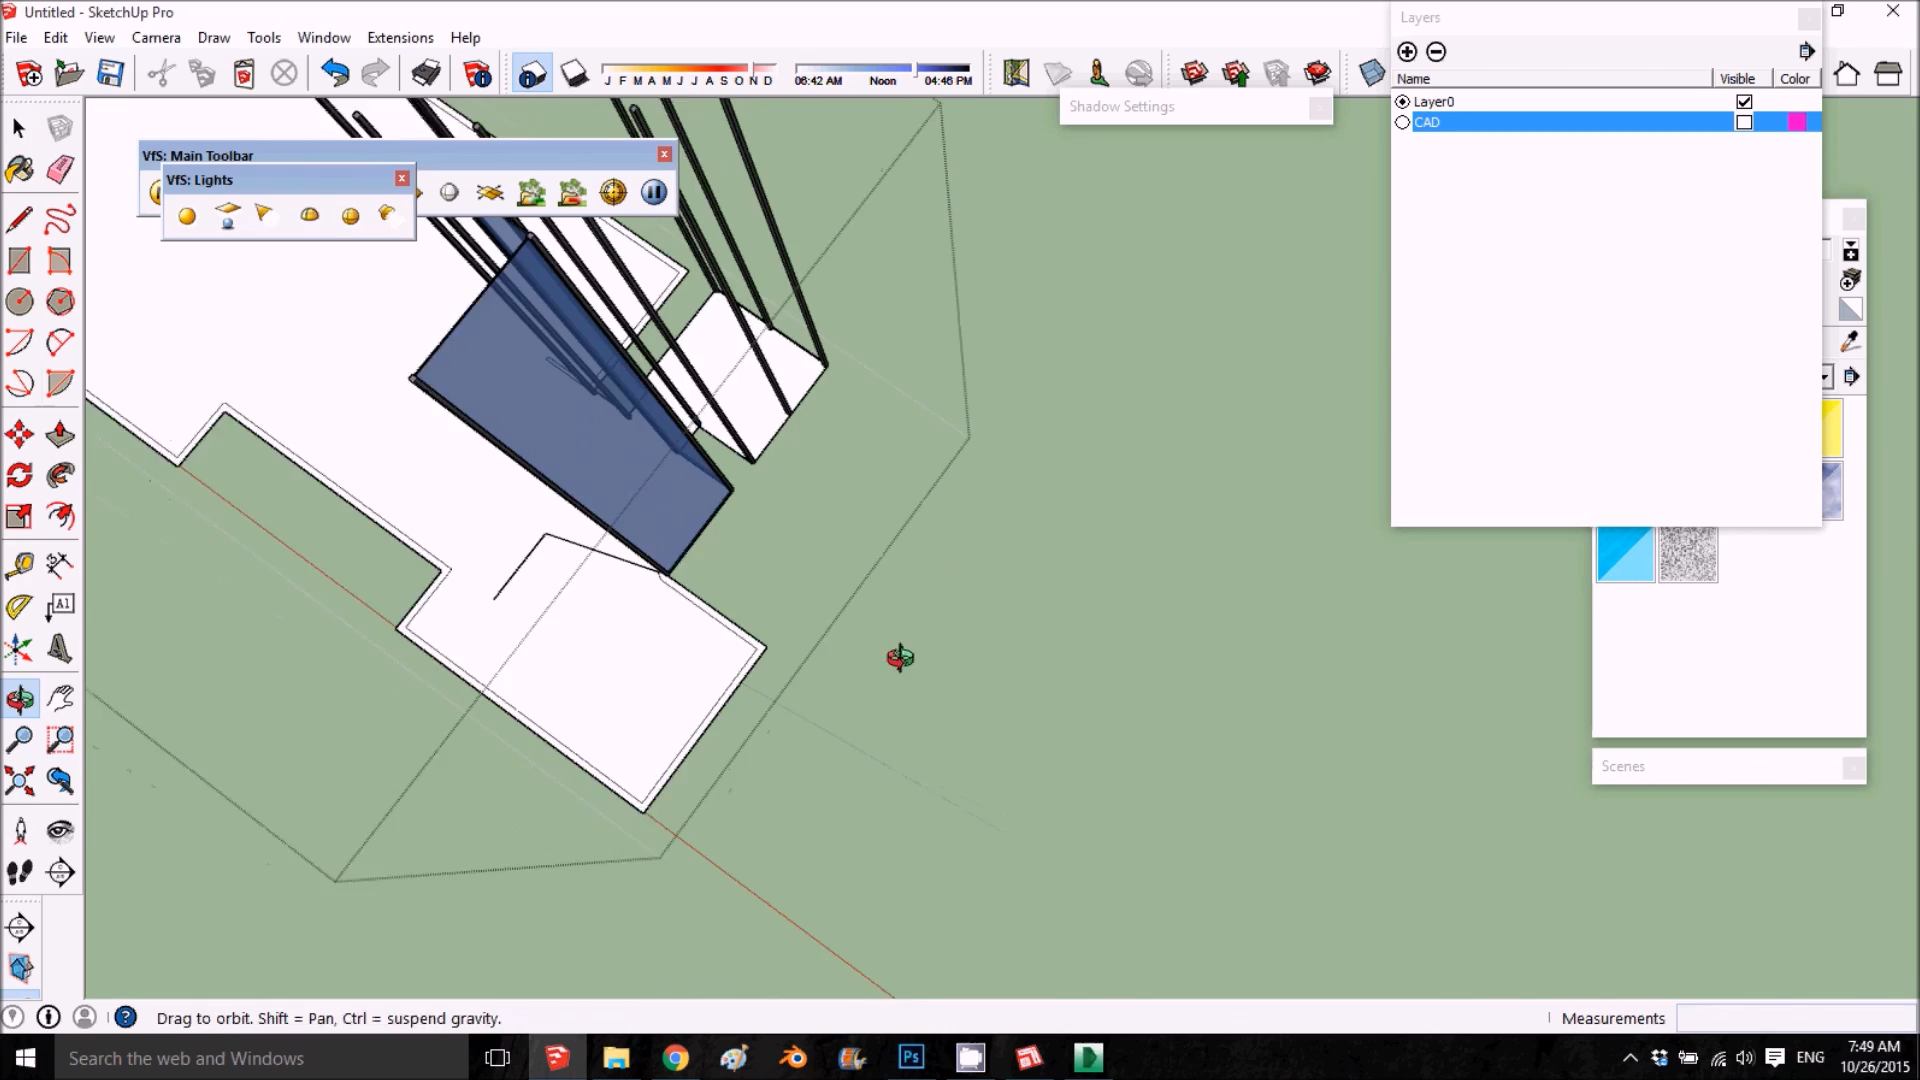 Untitled - SketchUp Pro
File Edit View Camera Draw Tools Window Extensions Help
J F M A M J J A S O N D
06:42 AM Noon 04:46 PM
Layers
Name Visible Color
Layer0
CAD
Shadow Settings
VfS: Main Toolbar
VfS: Lights
A1
Scenes
Drag to orbit. Shift = Pan, Ctrl = suspend gravity.
Measurements
Search the web and Windows
Ps
ENG
7:49 AM
10/26/2015